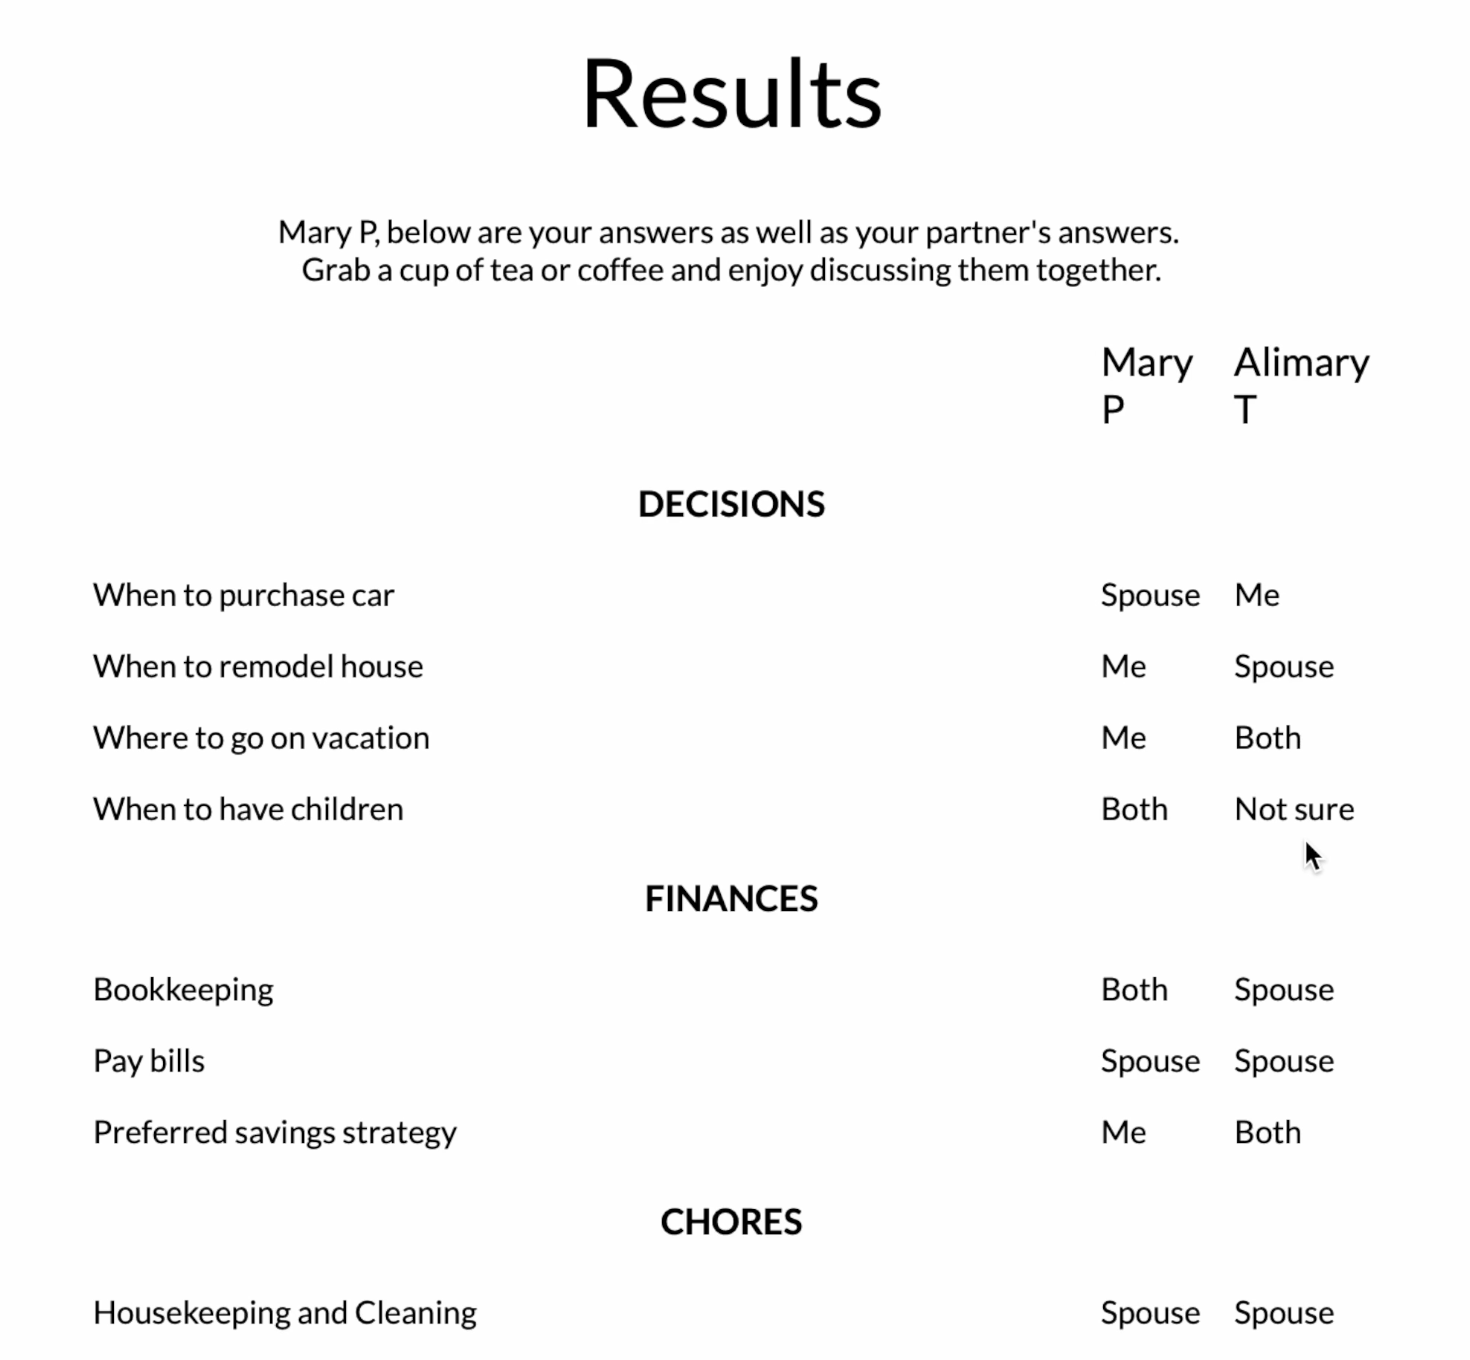 Results
Mary P, below are your answers as well as your partner's answers.
Grab a cup of tea or coffee and enjoy discussing them together.
Mary Alimary
P T
DECISIONS
When to purchase car Spouse Me
When to remodel house Me Spouse
Where to go on vacation Me Both
When to have children Both Not sure
FINANCES
Bookkeeping Both Spouse
Pay bills Spouse Spouse
Preferred savings strategy Me Both
CHORES
Housekeeping and Cleaning Spouse Spouse